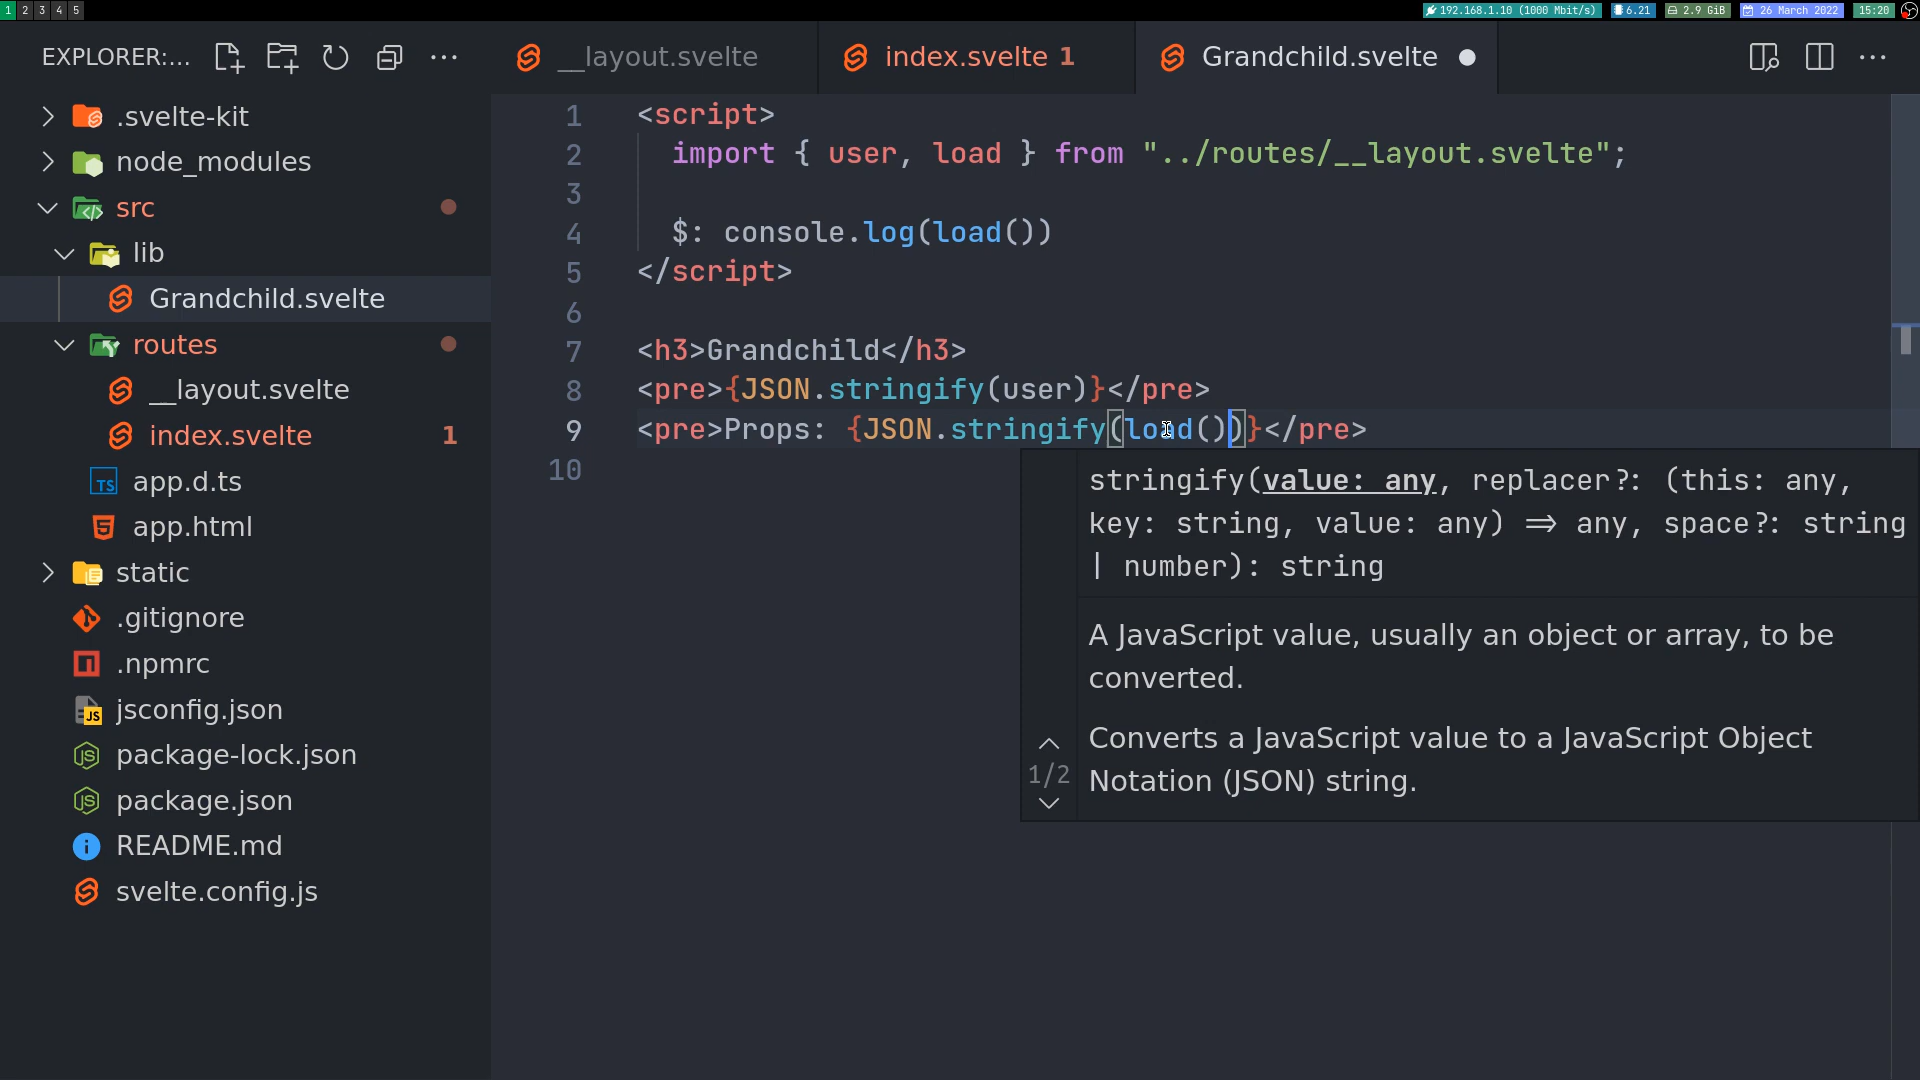 1 2 3 4 5
192.168.1.10 (1000 Mbit/s) 6.21 2.9 GiB 26 March 2022 15:20
EXPLORER:...
__layout.svelte
index.svelte 1
Grandchild.svelte
.svelte-kit
node_modules
src
lib
Grandchild.svelte
routes
__layout.svelte
index.svelte 1
app.d.ts
app.html
static
.gitignore
.npmrc
jsconfig.json
package-lock.json
package.json
README.md
svelte.config.js
1 <script>
2 import { user, load } from "../routes/__layout.svelte";
3
4 $: console.log(load())
5 </script>
6
7 <h3>Grandchild</h3>
8 <pre>{JSON.stringify(user)}</pre>
9 <pre>Props: {JSON.stringify(load())}</pre>
10
stringify(value: any, replacer?: (this: any,
key: string, value: any) => any, space?: string
| number): string
A JavaScript value, usually an object or array, to be
converted.
Converts a JavaScript value to a JavaScript Object
1/2
Notation (JSON) string.